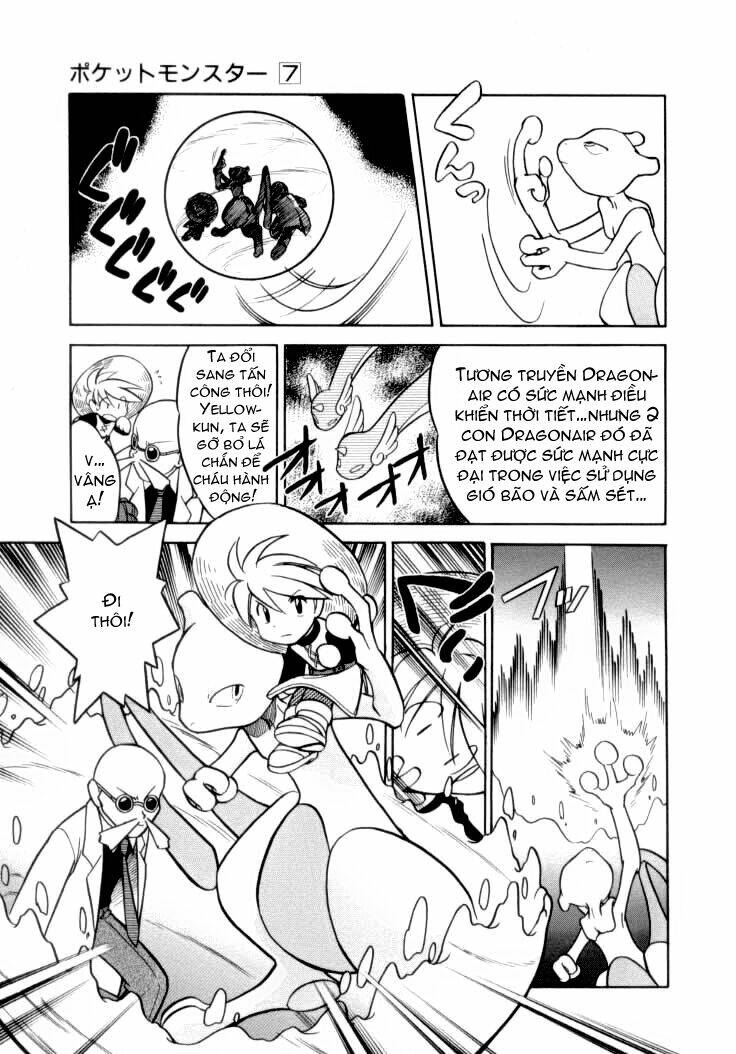 ポケットモンスター 7
ぐぐぐ
ぐぐぐ
ぐんっ
Ta đổi
sang tấn
công thôi!
Yellow-
kun, ta sẽ
gỡ bỏ lá
chắn để
cháu hành
động!
V...
vâng
ạ!
オオ
オオ
Tương truyền Dragon-
air có sức mạnh điều
khiển thời tiết...nhưng 2
con Dragonair đó đã
đạt được sức mạnh cực
đại trong việc sử dụng
gió bão và sấm sét...
Đi
thôi!
バッ